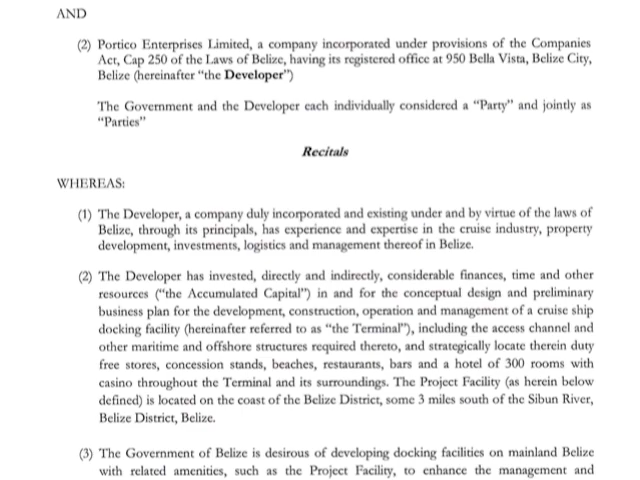 AND
(2) Portico Enterprises Limited, a company incorporated under provisions of the Companies
Act, Cap 250 of the Laws of Belize, having its registered office at 950 Bella Vista, Belize City,
Belize (hereinafter “the Developer”)
The Government and the Developer each individually considered a “Party” and jointly as
“Parties”
Recitals
WHEREAS:
(1) The Developer, a company duly incorporated and existing under and by virtue of the laws of
Belize, through its principals, has experience and expertise in the cruise industry, property
development, investments, logistics and management thereof in Belize.
(2) The Developer has invested, directly and indirectly, considerable finances, time and other
resources (“the Accumulated Capital”) in and for the conceptual design and preliminary
business plan for the development, construction, operation and management of a cruise ship
docking facility (hereinafter referred to as “the Terminal”), including the access channel and
other maritime and offshore structures required thereto, and strategically locate therein duty
free stores, concession stands, beaches, restaurants, bars and a hotel of 300 rooms with
casino throughout the Terminal and its surroundings. The Project Facility (as herein below
defined) is located on the coast of the Belize District, some 3 miles south of the Sibun River,
Belize District, Belize.
(3) The Government of Belize is desirous of developing docking facilities on mainland Belize
with related amenities, such as the Project Facility, to enhance the management and